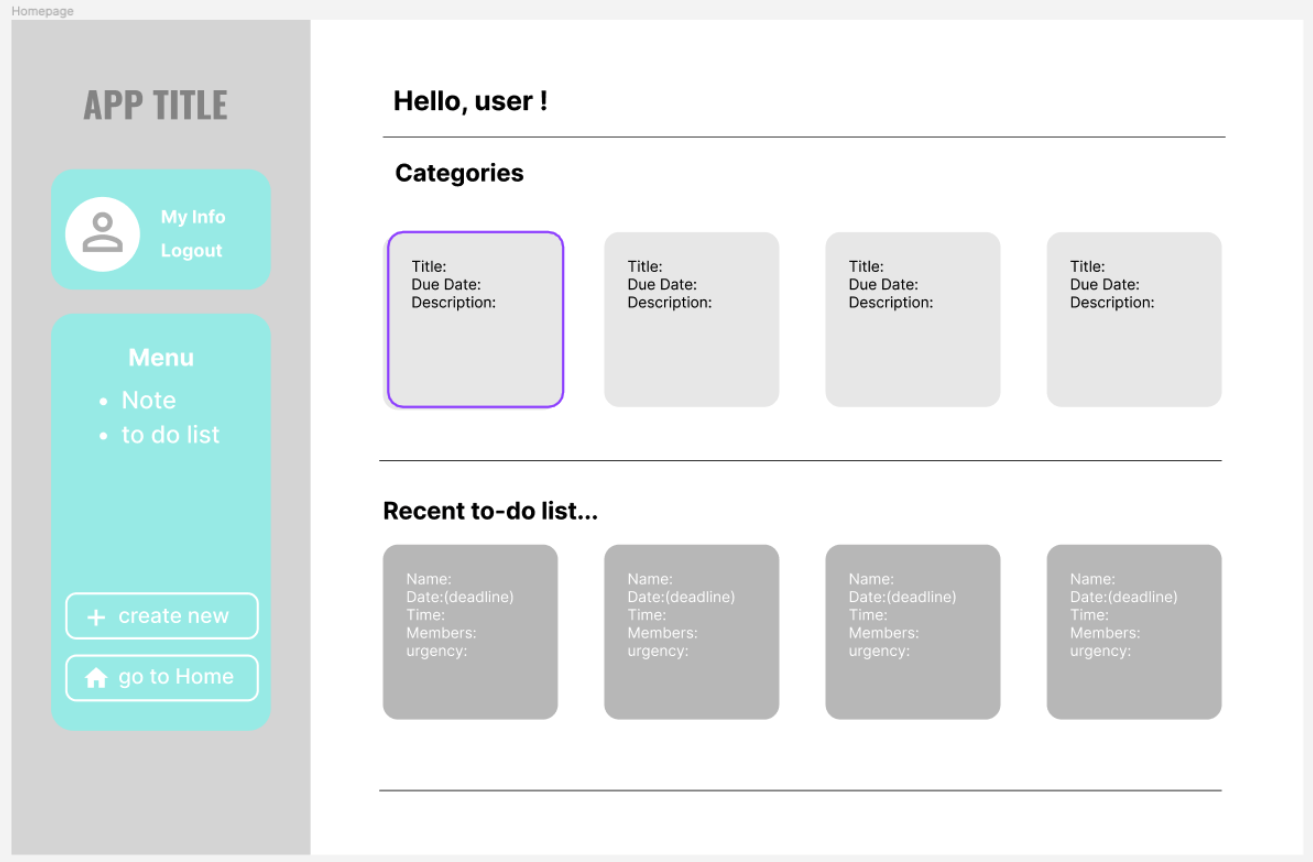 Homepage
APP TITLE
My Info
Logout
Menu
• Note
• to do list
+ create new
go to Home
Hello, user !
Categories
Title:
Due Date:
Description:
Title:
Due Date:
Description:
Title:
Due Date:
Description:
Title:
Due Date:
Description:
Recent to-do list...
Name:
Date:(deadline)
Time:
Members:
urgency:
Name:
Date:(deadline)
Time:
Members:
urgency:
Name:
Date:(deadline)
Time:
Members:
urgency:
Name:
Date:(deadline)
Time:
Members:
urgency: